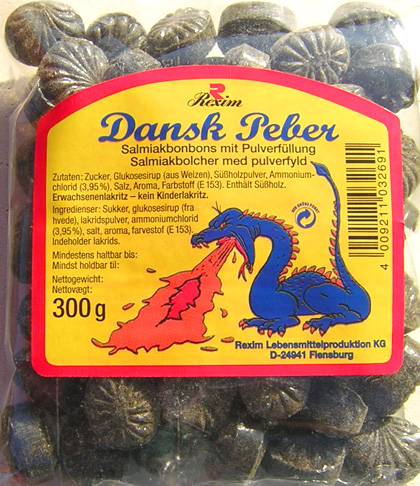 R
Rexim
Dansk Peber
Salmiakbonbons mit Pulverfüllung
Salmiakbolcher med pulverfyld
Zutaten: Zucker, Glukosesirup (aus Weizen), Süßholzpulver, Ammonium-
chlorid (3,95%), Salz, Aroma, Farbstoff (E 153). Enthält Süßholz.
Erwachsenenlakritz – kein Kinderlakritz.
Ingredienser: Sukker, glukosesirup (fra
hvede), lakridspulver, ammoniumchlorid
(3,95%), salt, aroma, farvestof (E 153).
Indeholder lakrids.
Mindestens haltbar bis:
Mindst holdbar til:
Nettogewicht:
Nettovægt:
300 g
DER GRÜNE PUNKT
4 009211 032691
Rexim Lebensmittelproduktion KG
D-24941 Flensburg